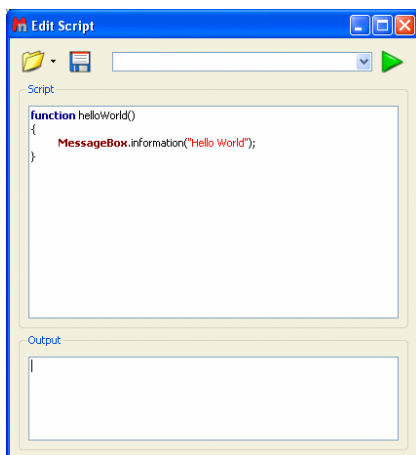 Edit Script
Script
function helloWorld()
{
MessageBox.information("Hello World");
}
Output